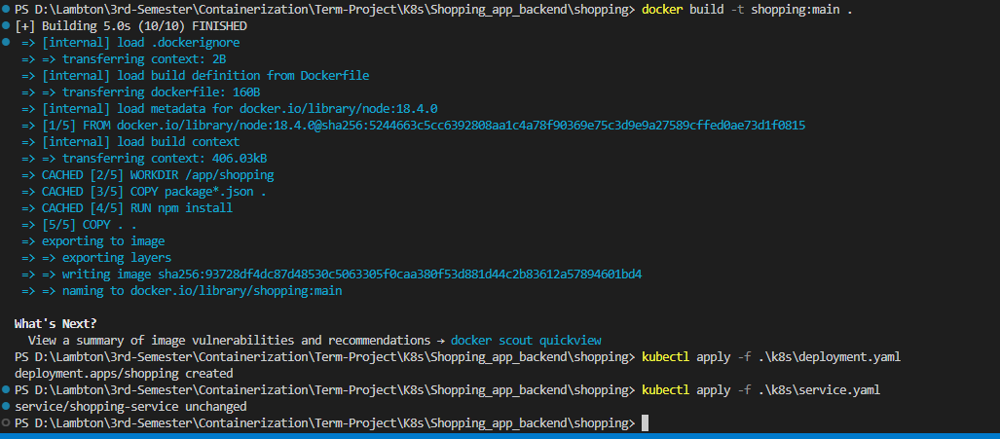 PS D:\Lambton\3rd-Semester\Containerization\Term-Project\K8s\Shopping_app_backend\shopping> docker build -t shopping:main .
[+] Building 5.0s (10/10) FINISHED
=> [internal] load .dockerignore
=> => transferring context: 2B
=> [internal] load build definition from Dockerfile
=> => transferring dockerfile: 160B
=> [internal] load metadata for docker.io/library/node:18.4.0
=> [1/5] FROM docker.io/library/node:18.4.0@sha256:5244663c5cc6392808aa1c4a78f90369e75c3d9e9a27589cffed0ae73d1f0815
=> [internal] load build context
=> => transferring context: 406.03kB
=> CACHED [2/5] WORKDIR /app/shopping
=> CACHED [3/5] COPY package*.json .
=> CACHED [4/5] RUN npm install
=> [5/5] COPY . .
=> exporting to image
=> => exporting layers
=> => writing image sha256:93728df4dc87d48530c5063305f0caa380f53d881d44c2b83612a57894601bd4
=> => naming to docker.io/library/shopping:main
What's Next?
View a summary of image vulnerabilities and recommendations → docker scout quickview
PS D:\Lambton\3rd-Semester\Containerization\Term-Project\K8s\Shopping_app_backend\shopping> kubectl apply -f .\k8s\deployment.yaml
deployment.apps/shopping created
PS D:\Lambton\3rd-Semester\Containerization\Term-Project\K8s\Shopping_app_backend\shopping> kubectl apply -f .\k8s\service.yaml
service/shopping-service unchanged
PS D:\Lambton\3rd-Semester\Containerization\Term-Project\K8s\Shopping_app_backend\shopping>